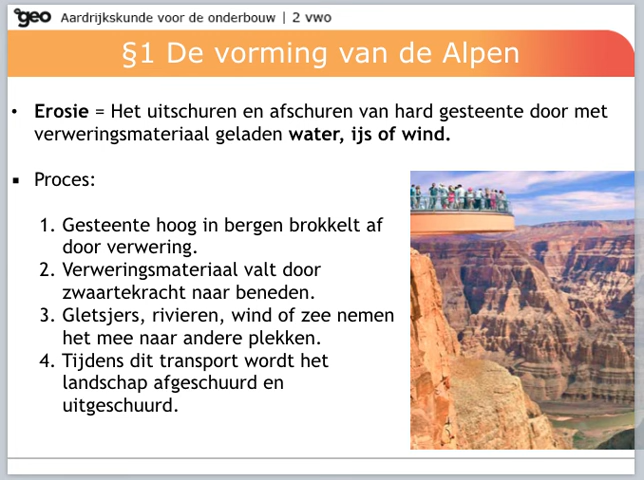 geo Aardrijkskunde voor de onderbouw | 2 vwo
§1 De vorming van de Alpen
• Erosie = Het uitschuren en afschuren van hard gesteente door met
verweringsmateriaal geladen water, ijs of wind.
▪ Proces:
1. Gesteente hoog in bergen brokkelt af
door verwering.
2. Verweringsmateriaal valt door
zwaartekracht naar beneden.
3. Gletsjers, rivieren, wind of zee nemen
het mee naar andere plekken.
4. Tijdens dit transport wordt het
landschap afgeschuurd en
uitgeschuurd.